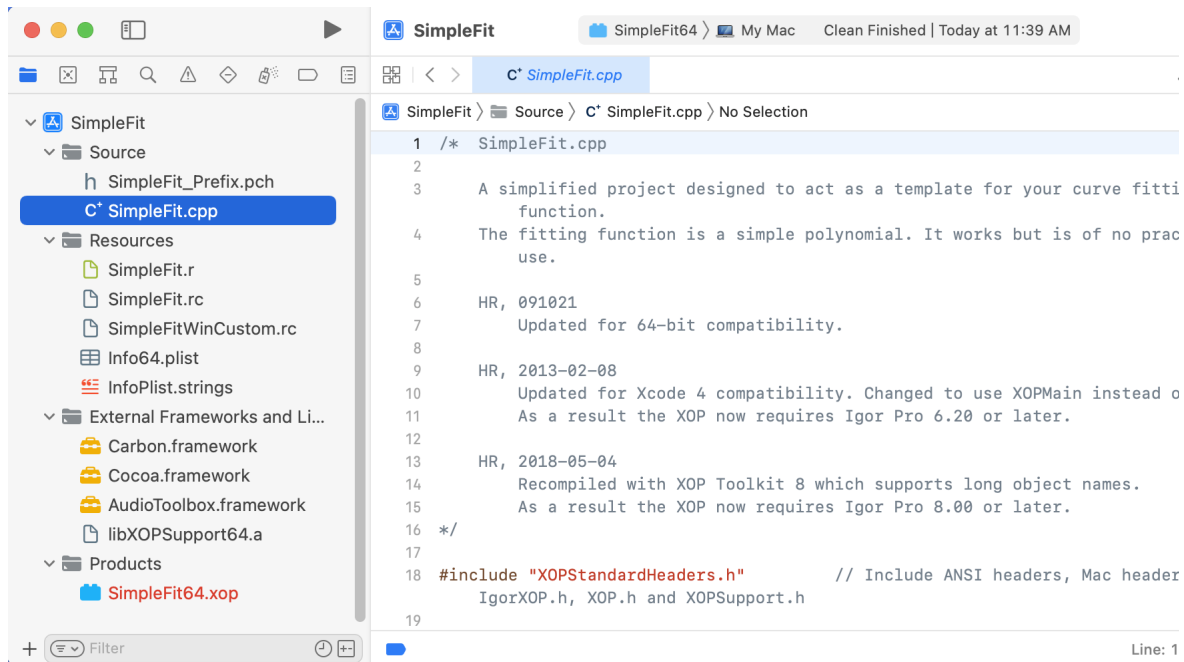 SimpleFit
SimpleFit64 〉 My Mac Clean Finished | Today at 11:39 AM
C+ SimpleFit.cpp
SimpleFit 〉 Source 〉 C+ SimpleFit.cpp 〉 No Selection
SimpleFit
Source
h SimpleFit_Prefix.pch
C+ SimpleFit.cpp
Resources
SimpleFit.r
SimpleFit.rc
SimpleFitWinCustom.rc
Info64.plist
InfoPlist.strings
External Frameworks and Li...
Carbon.framework
Cocoa.framework
AudioToolbox.framework
libXOPSupport64.a
Products
SimpleFit64.xop
Filter
1 /* SimpleFit.cpp
2
3 A simplified project designed to act as a template for your curve fitti
function.
4 The fitting function is a simple polynomial. It works but is of no prac
use.
5
6 HR, 091021
7 Updated for 64-bit compatibility.
8
9 HR, 2013-02-08
10 Updated for Xcode 4 compatibility. Changed to use XOPMain instead o
11 As a result the XOP now requires Igor Pro 6.20 or later.
12
13 HR, 2018-05-04
14 Recompiled with XOP Toolkit 8 which supports long object names.
15 As a result the XOP now requires Igor Pro 8.00 or later.
16 */
17
18 #include "XOPStandardHeaders.h" // Include ANSI headers, Mac header
IgorXOP.h, XOP.h and XOPSupport.h
19
Line: 1